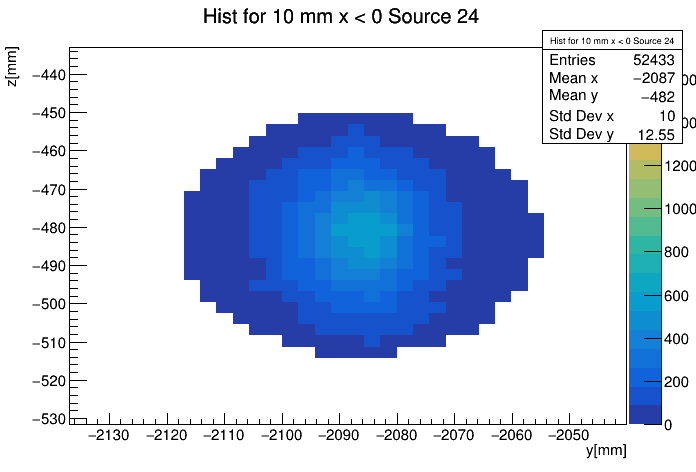 Hist for 10 mm x < 0 Source 24
z[mm]
Hist for 10 mm x < 0 Source 24
Entries 52433
Mean x −2087
Mean y −482
Std Dev x 10
Std Dev y 12.55
−440
−450
−460
−470
−480
−490
−500
−510
−520
−530
1200
1000
800
600
400
200
0
−2130 −2120 −2110 −2100 −2090 −2080 −2070 −2060 −2050
y[mm]